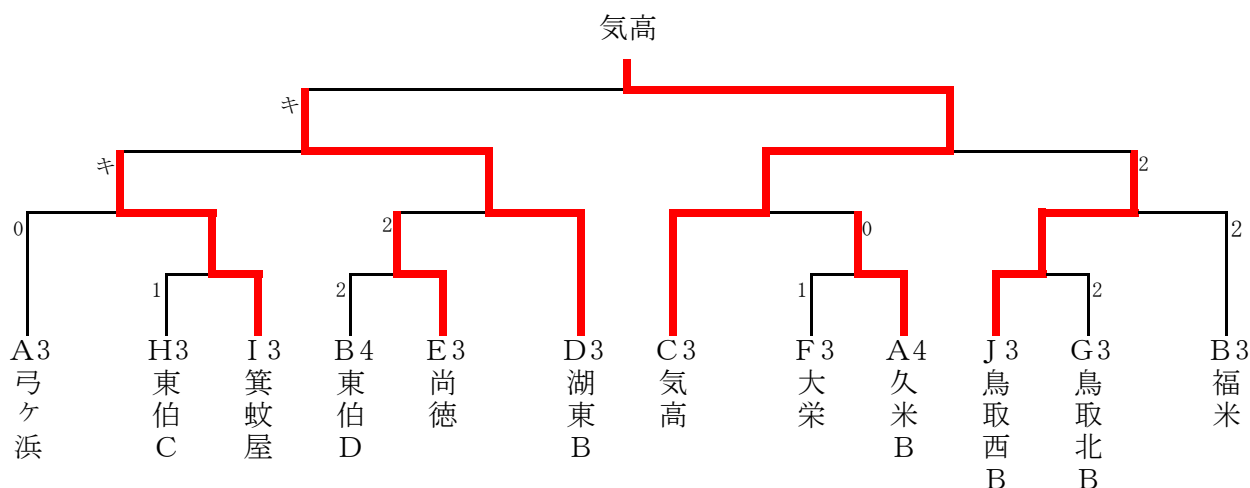 気高
キ
キ
2
0
2
0
2
1
2
1
2
A3
H3
I3
B4
E3
D3
C3
F3
A4
J3
G3
B3
弓ヶ浜
東伯C
箕蚊屋
東伯D
尚徳
湖東B
気高
大栄
久米B
鳥取西B
鳥取北B
福米